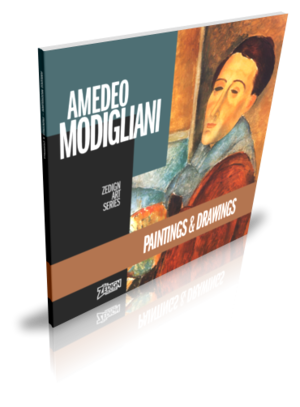 AMEDEO
MODIGLIANI
ZEDIGN
ART
SERIES
PAINTINGS & DRAWINGS
ZEDIGN